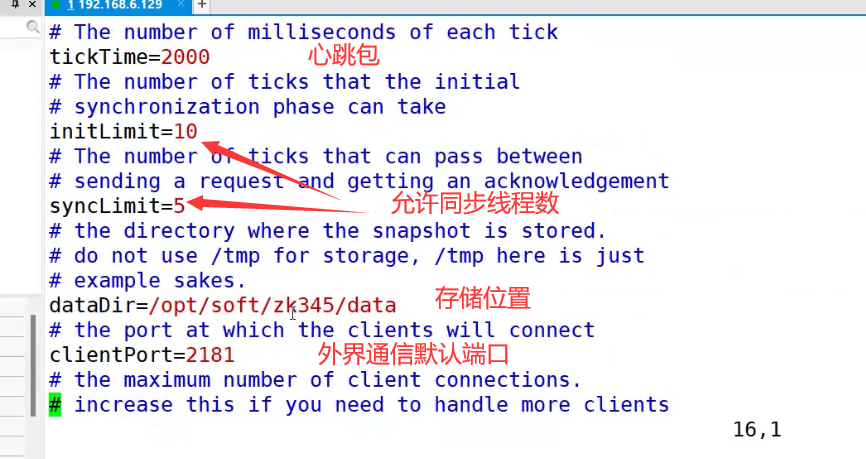 1 192.168.6.129
# The number of milliseconds of each tick
tickTime=2000 心跳包
# The number of ticks that the initial
# synchronization phase can take
initLimit=10
# The number of ticks that can pass between
# sending a request and getting an acknowledgement
syncLimit=5 允许同步线程数
# the directory where the snapshot is stored.
# do not use /tmp for storage, /tmp here is just
# example sakes.
dataDir=/opt/soft/zk345/data 存储位置
# the port at which the clients will connect
clientPort=2181 外界通信默认端口
# the maximum number of client connections.
# increase this if you need to handle more clients
16,1